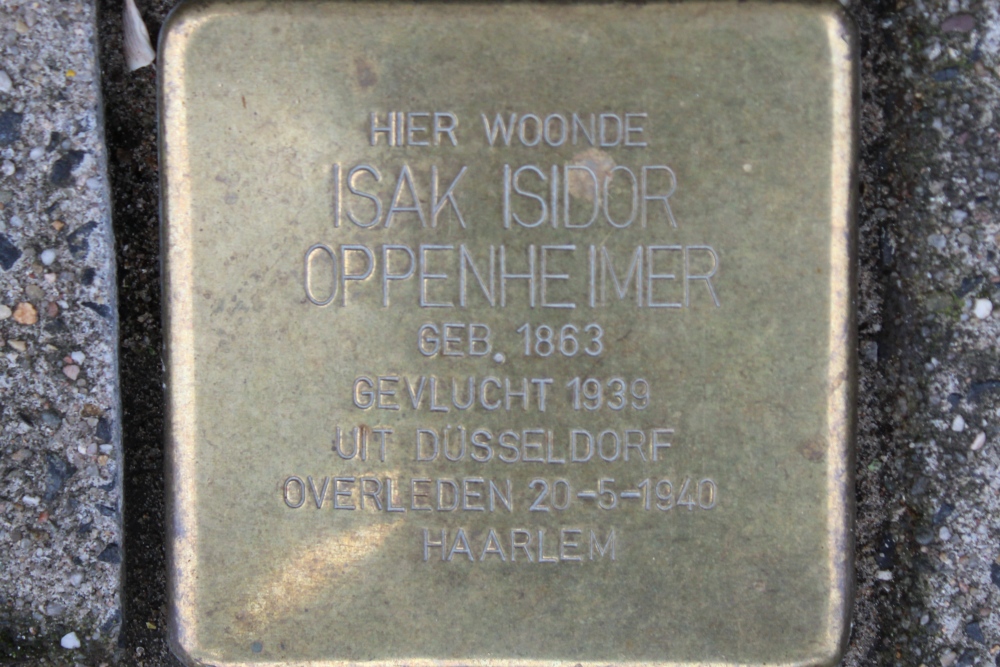 HIER WOONDE
ISAK ISIDOR
OPPENHEIMER
GEB. 1863
GEVLUCHT 1939
UIT DÜSSELDORF
OVERLEDEN 20-5-1940
HAARLEM